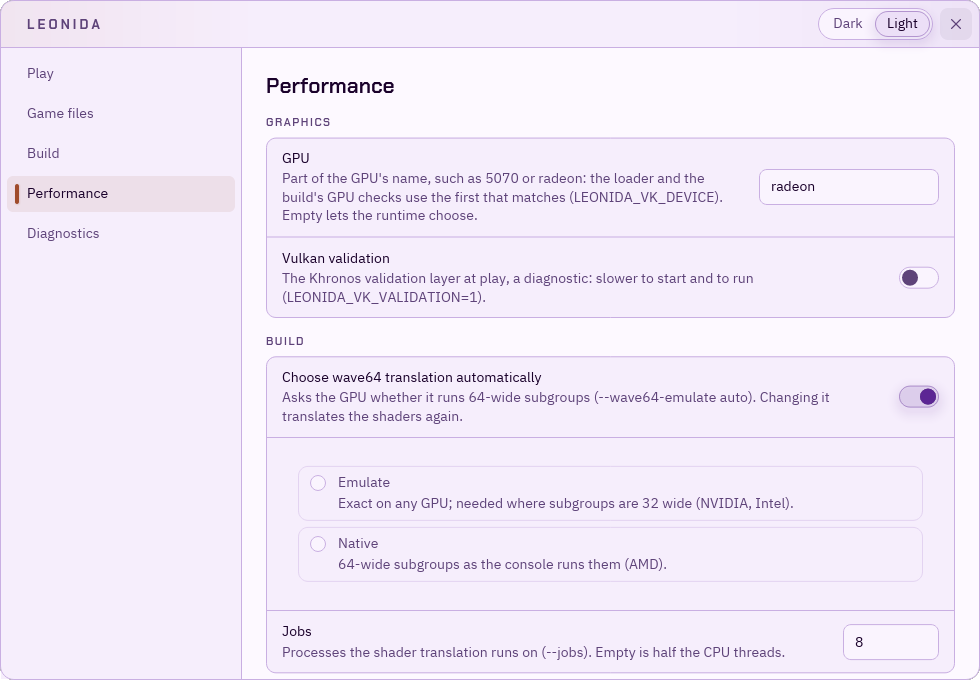 LEONIDA
Dark
Light
Play
Game files
Build
Performance
Diagnostics
Performance
GRAPHICS
GPU
Part of the GPU's name, such as 5070 or radeon: the loader and the
build's GPU checks use the first that matches (LEONIDA_VK_DEVICE).
Empty lets the runtime choose.
radeon
Vulkan validation
The Khronos validation layer at play, a diagnostic: slower to start and to run
(LEONIDA_VK_VALIDATION=1).
BUILD
Choose wave64 translation automatically
Asks the GPU whether it runs 64-wide subgroups (--wave64-emulate auto). Changing it
translates the shaders again.
Emulate
Exact on any GPU; needed where subgroups are 32 wide (NVIDIA, Intel).
Native
64-wide subgroups as the console runs them (AMD).
Jobs
Processes the shader translation runs on (--jobs). Empty is half the CPU threads.
8